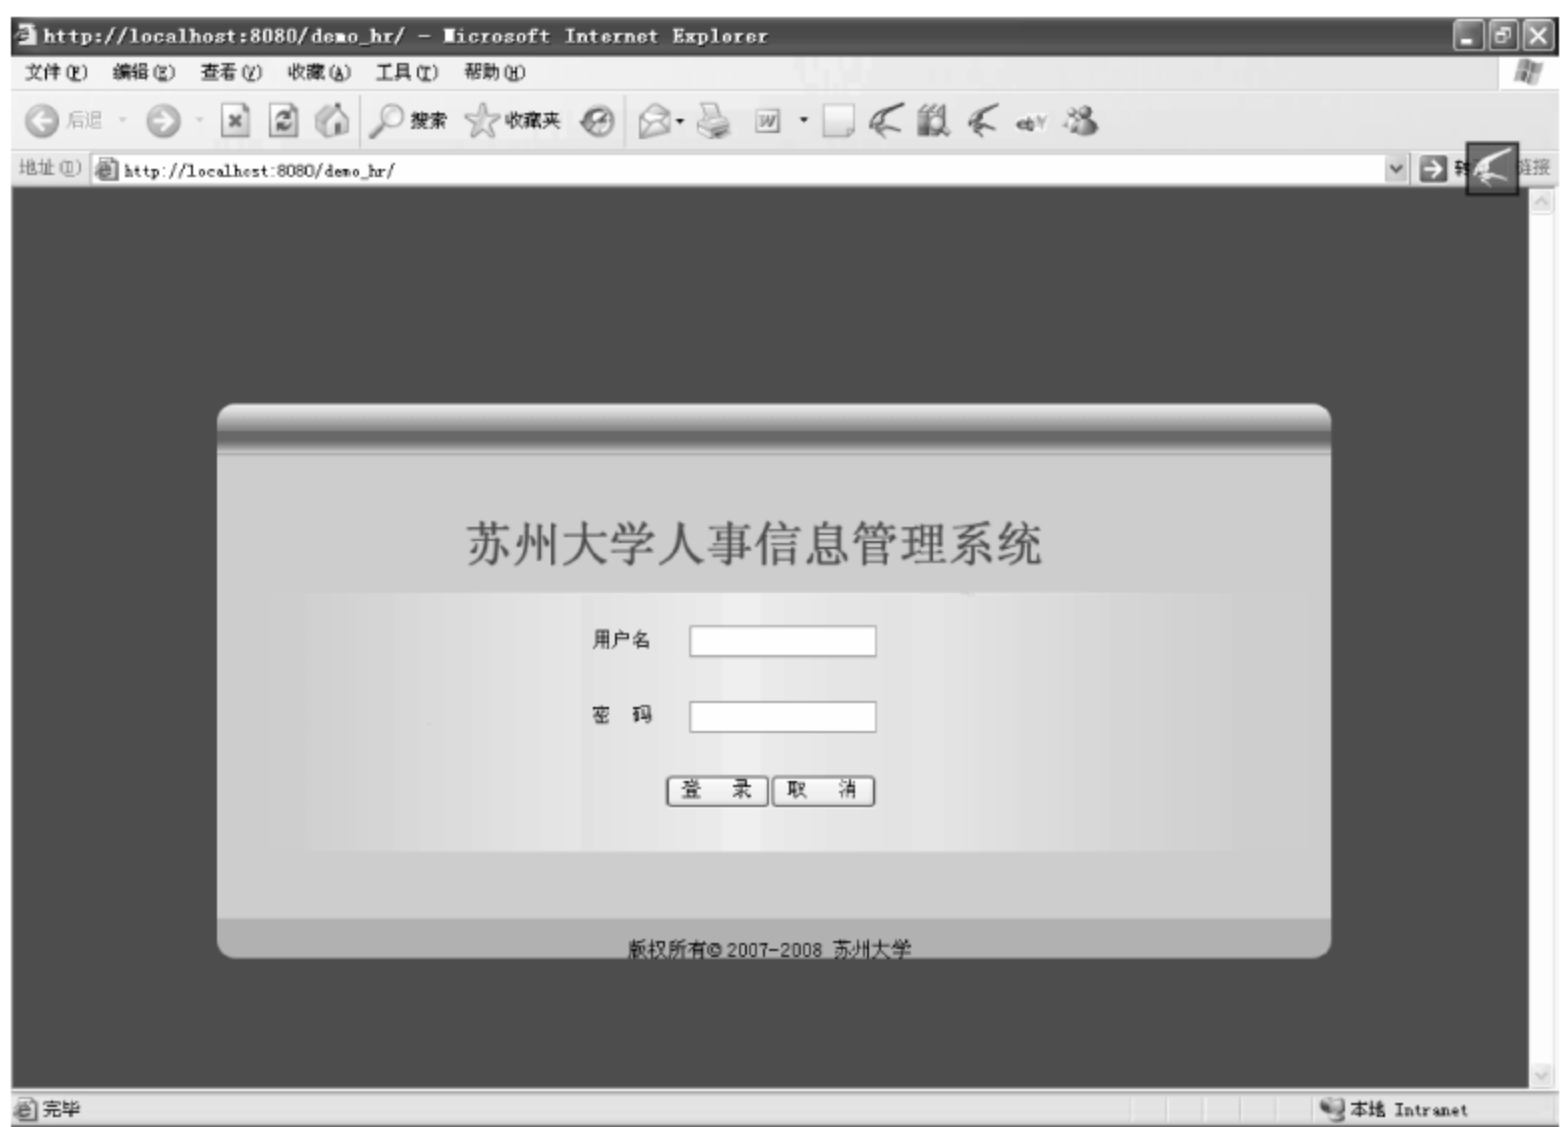 http://localhost:8080/demo_hr/ - Microsoft Internet Explorer
文件(F) 编辑(E) 查看(V) 收藏(A) 工具(T) 帮助(H)
后退 搜索 收藏夹
地址(D) http://localhost:8080/demo_hr/ 转 链接
苏州大学人事信息管理系统
用户名
密 码
登 录 取 消
版权所有© 2007-2008 苏州大学
完毕 本地 Intranet